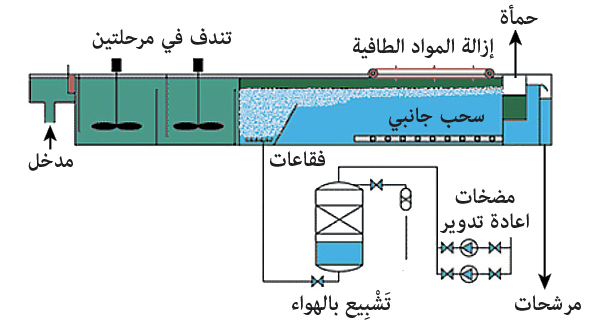 حمأة
تندف في مرحلتين
إزالة المواد الطافية
سحب جانبي
مدخل
فقاعات
مضخات
اعادة تدوير
تَشْبِيع بالهواء
مرشحات